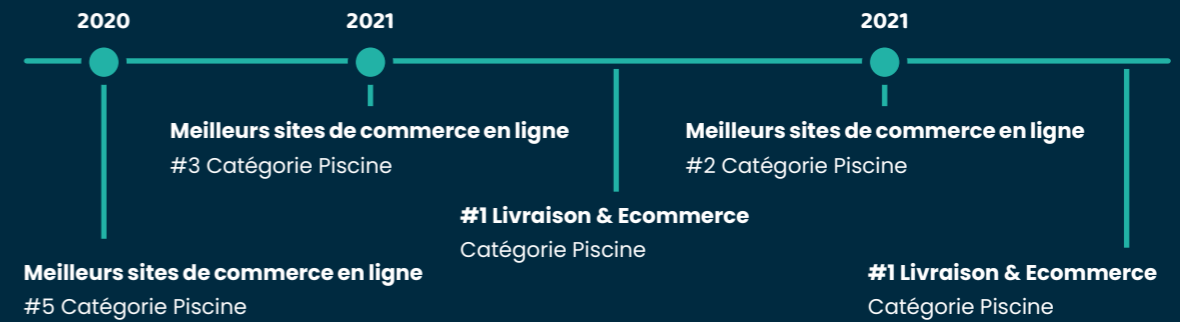 2020
2021
2021
Meilleurs sites de commerce en ligne
#3 Catégorie Piscine
Meilleurs sites de commerce en ligne
#2 Catégorie Piscine
#1 Livraison & Ecommerce
Catégorie Piscine
Meilleurs sites de commerce en ligne
#5 Catégorie Piscine
#1 Livraison & Ecommerce
Catégorie Piscine